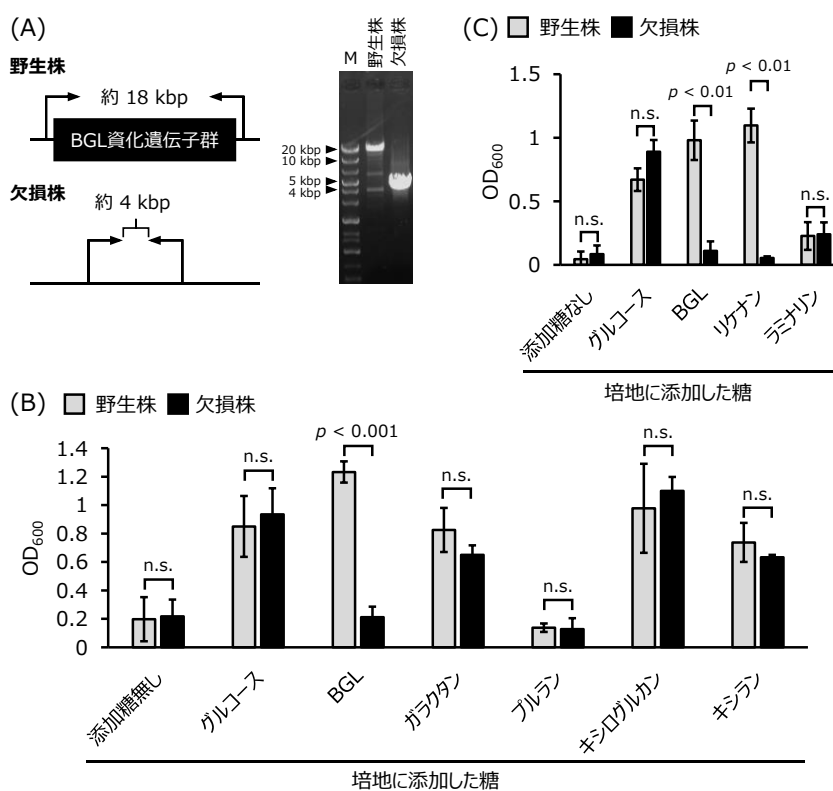 (A)
野生株
約 18 kbp
BGL資化遺伝子群
欠損株
約 4 kbp
M 野生株 欠損株
20 kbp
10 kbp
5 kbp
4 kbp
(C) 野生株 欠損株
OD600
1.5
1
0.5
0
n.s.
n.s.
p < 0.01
p < 0.01
n.s.
添加糖なし
グルコース
BGL
リケナン
ラミナリン
培地に添加した糖
(B) 野生株 欠損株
OD600
1.4
1.2
1
0.8
0.6
0.4
0.2
0
n.s.
n.s.
p < 0.001
n.s.
n.s.
n.s.
n.s.
添加糖無し
グルコース
BGL
ガラクタン
プルラン
キシログルカン
キシラン
培地に添加した糖